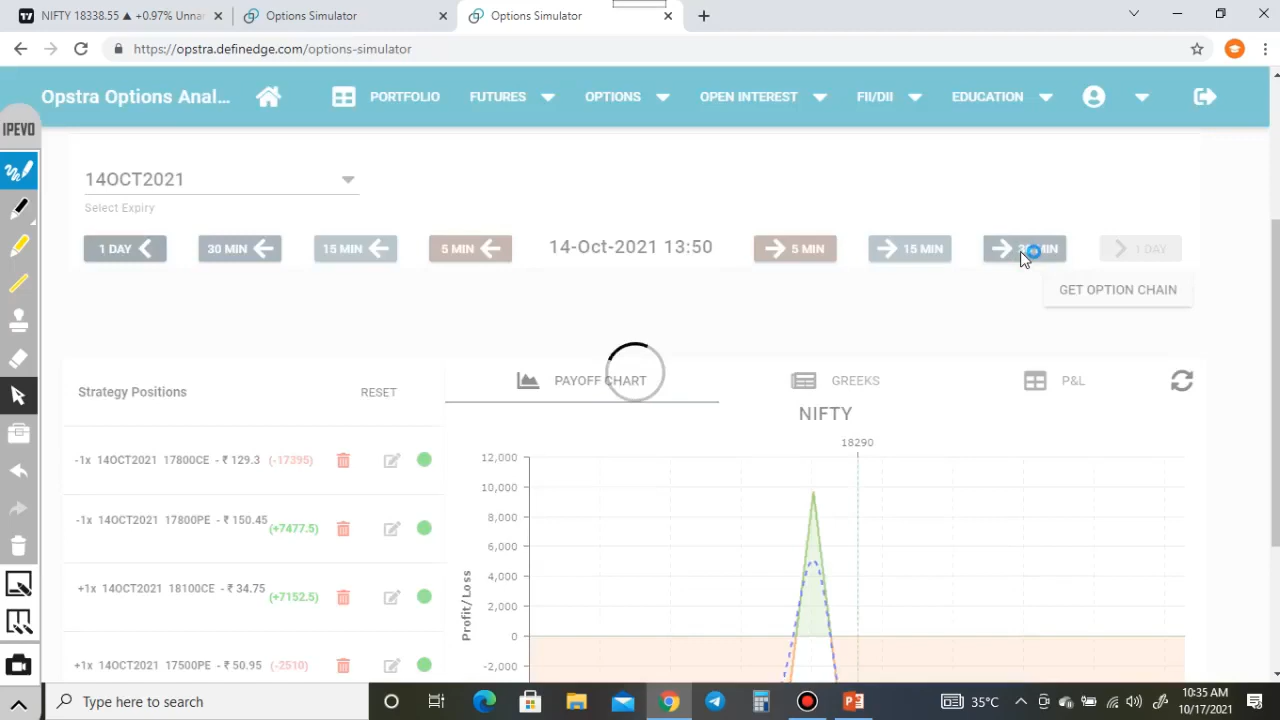 NIFTY 18338.55 ▲ +0.97% Unnar
Options Simulator
Options Simulator
https://opstra.definedge.com/options-simulator
Opstra Options Anal...
PORTFOLIO
FUTURES
OPTIONS
OPEN INTEREST
FII/DII
EDUCATION
IPEVO
14OCT2021
Select Expiry
1 DAY
30 MIN
15 MIN
5 MIN
14-Oct-2021 13:50
5 MIN
15 MIN
30 MIN
1 DAY
GET OPTION CHAIN
Strategy Positions
RESET
PAYOFF CHART
GREEKS
P&L
NIFTY
18290
-1x 14OCT2021 17800CE - ₹ 129.3 (-17395)
-1x 14OCT2021 17800PE - ₹ 150.45 (+7477.5)
+1x 14OCT2021 18100CE - ₹ 34.75 (+7152.5)
+1x 14OCT2021 17500PE - ₹ 50.95 (-2510)
12,000
10,000
8,000
6,000
4,000
2,000
0
-2,000
Profit/Loss
Type here to search
35°C
10:35 AM
10/17/2021